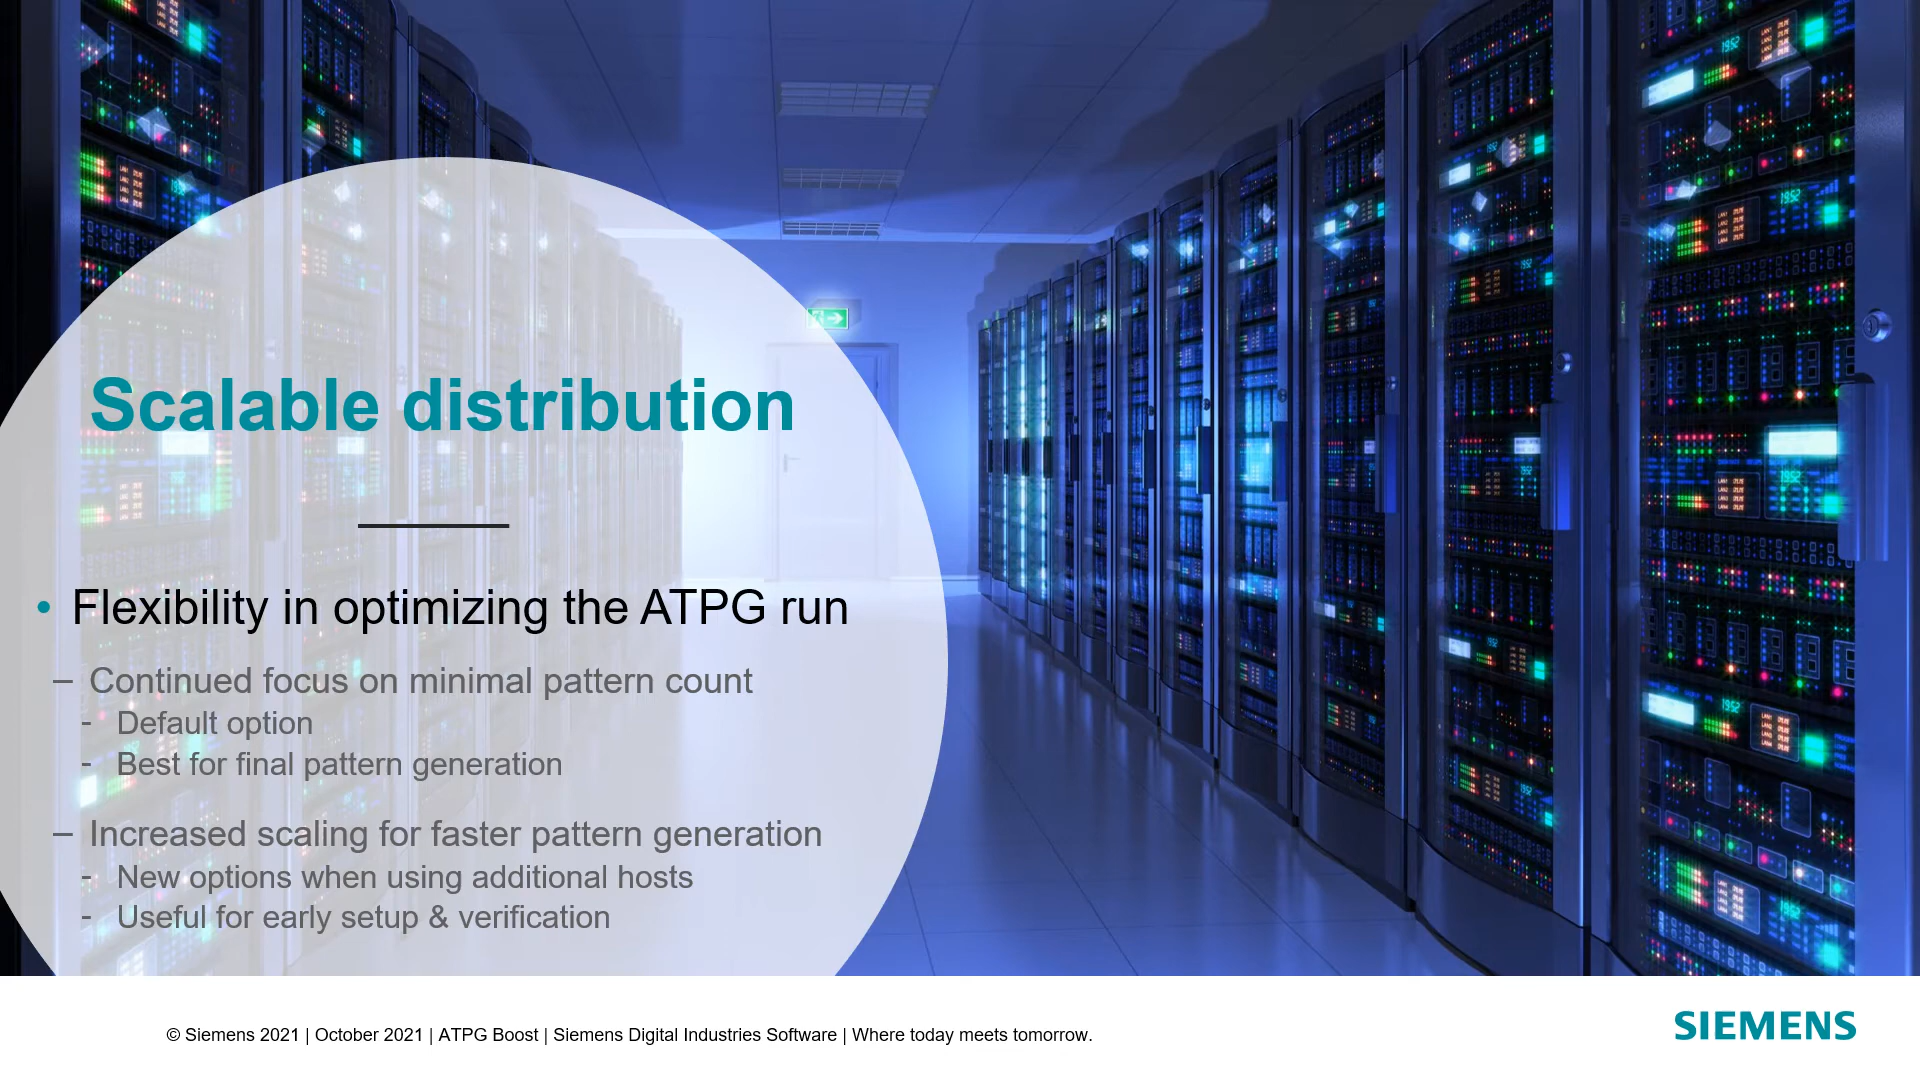 Scalable distribution
• Flexibility in optimizing the ATPG run
– Continued focus on minimal pattern count
- Default option
- Best for final pattern generation
– Increased scaling for faster pattern generation
- New options when using additional hosts
- Useful for early setup & verification
© Siemens 2021 | October 2021 | ATPG Boost | Siemens Digital Industries Software | Where today meets tomorrow.
SIEMENS